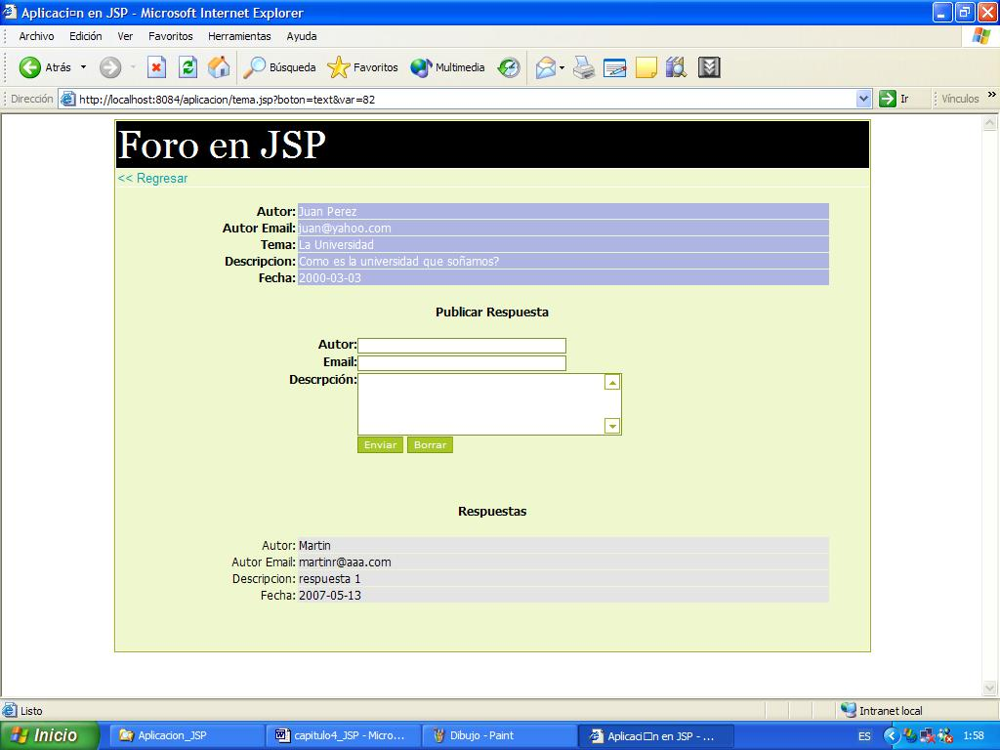 Aplicaci□n en JSP - Microsoft Internet Explorer
Archivo Edición Ver Favoritos Herramientas Ayuda
Atrás Búsqueda Favoritos Multimedia
Dirección http://localhost:8084/aplicacion/tema.jsp?boton=text&var=82 Ir Vínculos »
Foro en JSP
<< Regresar
Autor: Juan Perez
Autor Email: juan@yahoo.com
Tema: La Universidad
Descripcion: Como es la universidad que soñamos?
Fecha: 2000-03-03
Publicar Respuesta
Autor:
Email:
Descrpción:
Enviar Borrar
Respuestas
Autor: Martin
Autor Email: martinr@aaa.com
Descripcion: respuesta 1
Fecha: 2007-05-13
Listo Intranet local
Inicio Aplicacion_JSP capitulo4_JSP - Micro... Dibujo - Paint Aplicaci□n en JSP - ... ES 1:58